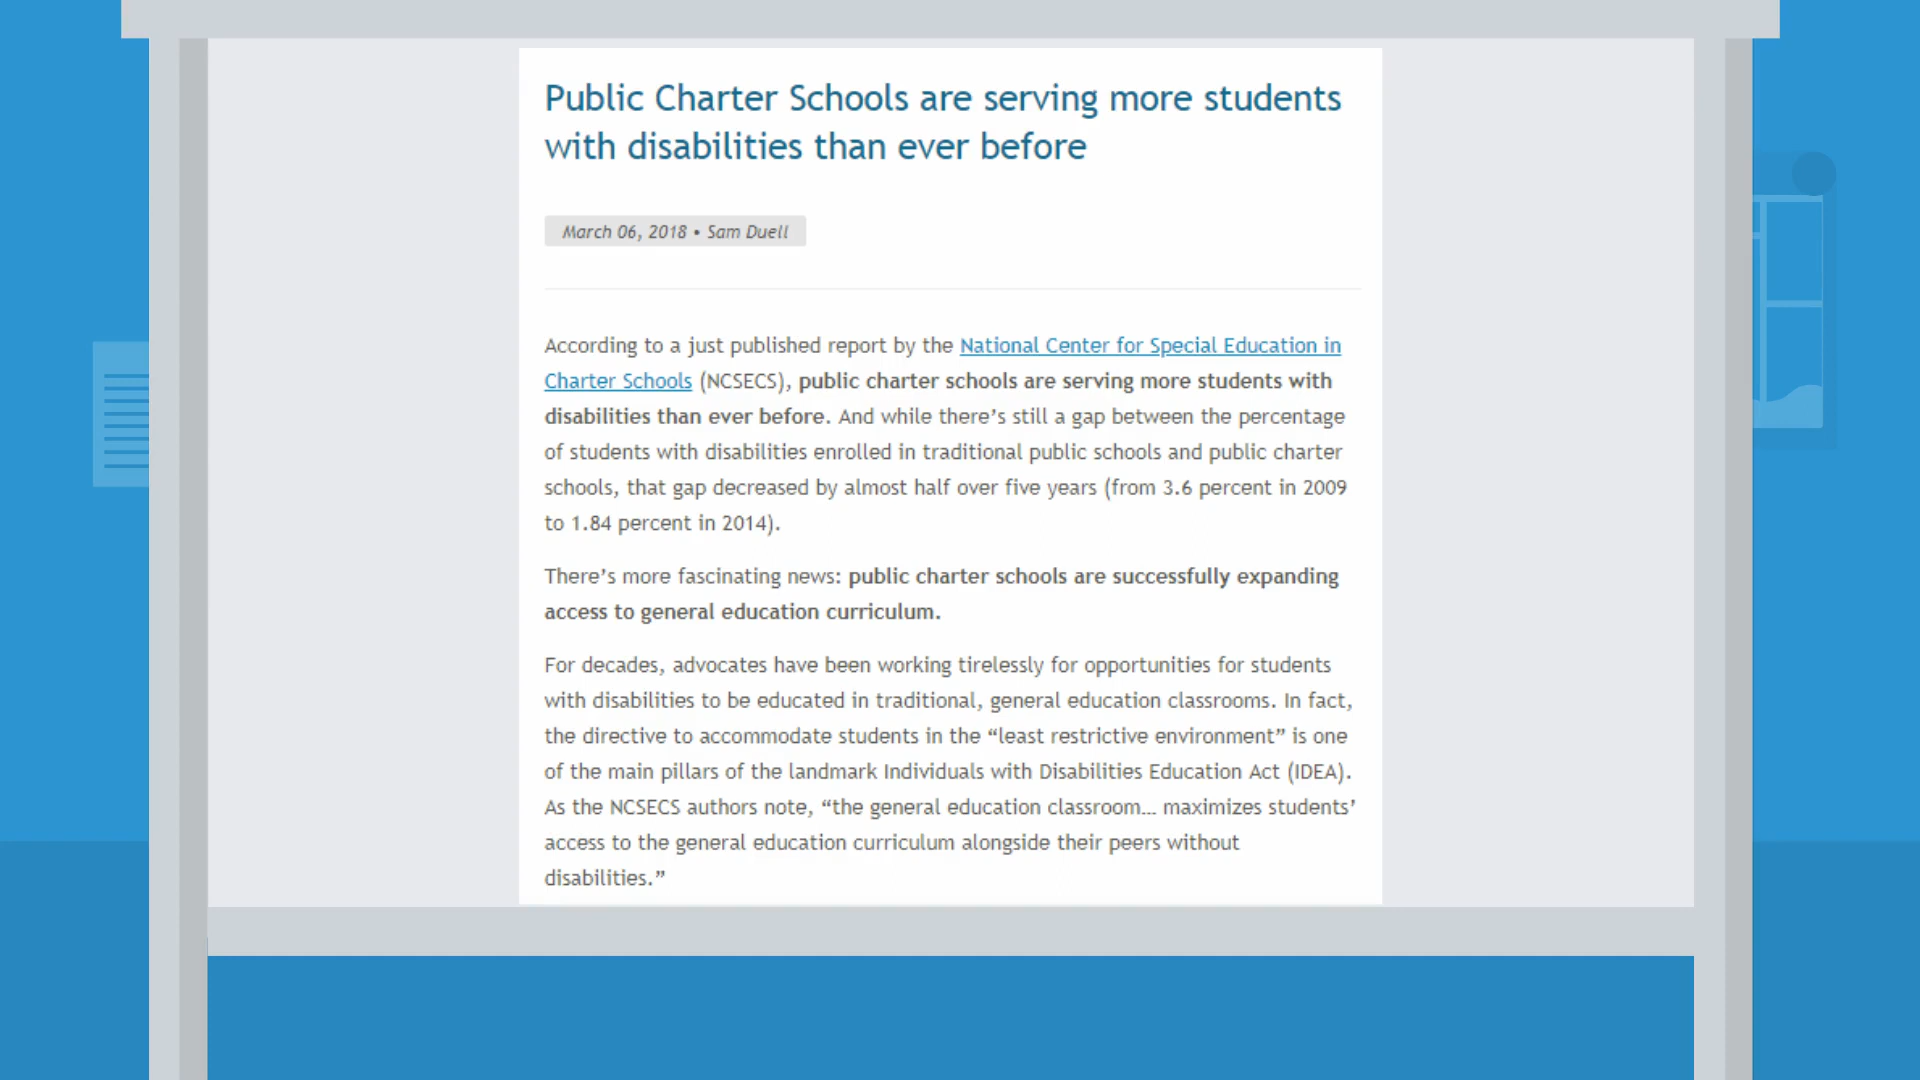 Public Charter Schools are serving more students
with disabilities than ever before
March 06, 2018 • Sam Duell
According to a just published report by the National Center for Special Education in
Charter Schools (NCSECS), public charter schools are serving more students with
disabilities than ever before. And while there’s still a gap between the percentage
of students with disabilities enrolled in traditional public schools and public charter
schools, that gap decreased by almost half over five years (from 3.6 percent in 2009
to 1.84 percent in 2014).
There’s more fascinating news: public charter schools are successfully expanding
access to general education curriculum.
For decades, advocates have been working tirelessly for opportunities for students
with disabilities to be educated in traditional, general education classrooms. In fact,
the directive to accommodate students in the “least restrictive environment” is one
of the main pillars of the landmark Individuals with Disabilities Education Act (IDEA).
As the NCSECS authors note, “the general education classroom… maximizes students’
access to the general education curriculum alongside their peers without
disabilities.”